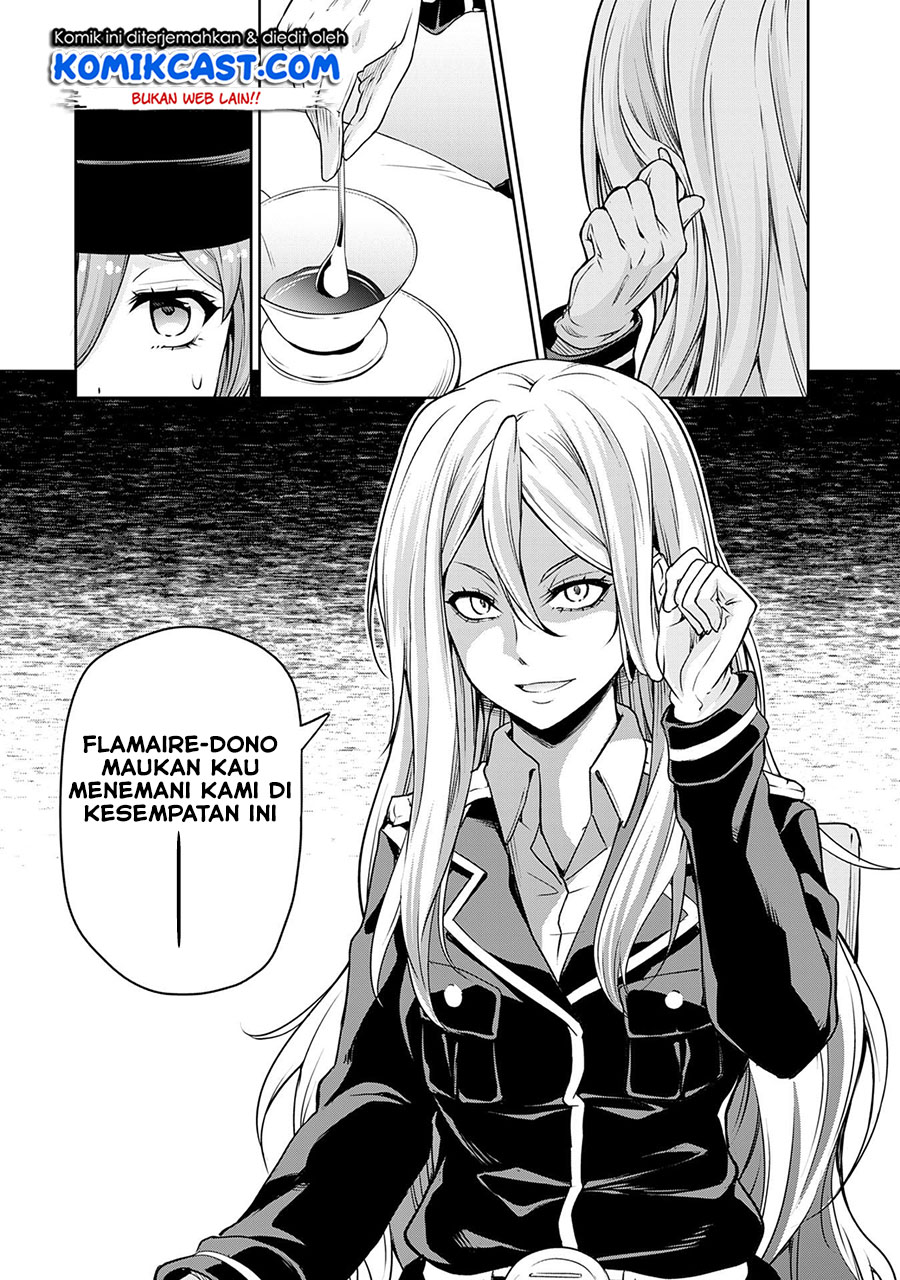 Komik ini diterjemahkan & diedit oleh
KOMIKCAST.COM
BUKAN WEB LAIN!!
FLAMAIRE-DONO
MAUKAN KAU
MENEMANI KAMI DI
KESEMPATAN INI